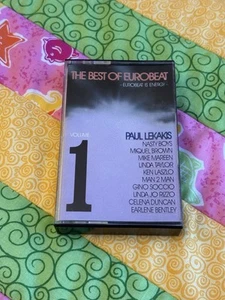 THE BEST OF EUROBEAT
- EUROBEAT IS ENERGY -
VOLUME
1
PAUL LEKAKIS
NASTY BOYS
MIQUEL BROWN
MIKE MAREEN
LINDA TAYLOR
KEN LASZLO
MAN 2 MAN
GINO SOCCIO
LINDA JO RIZZO
CELENA DUNCAN
EARLENE BENTLEY